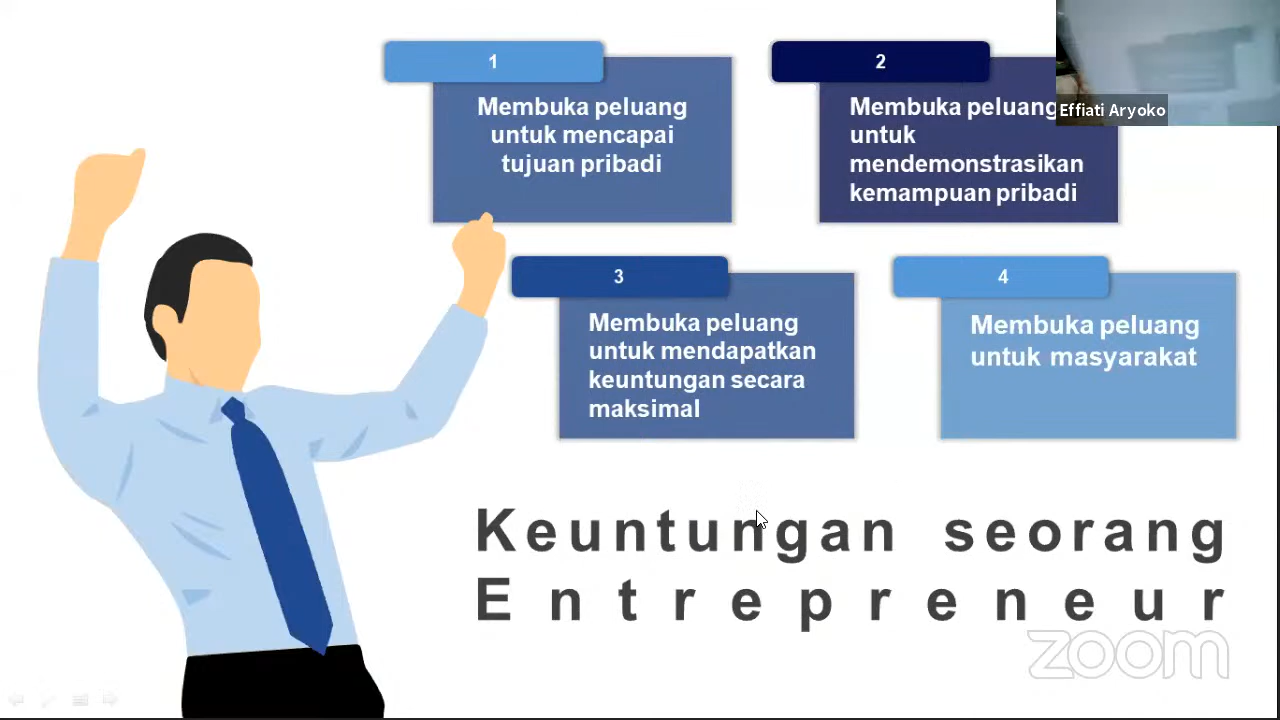 1
Membuka peluang
untuk mencapai
tujuan pribadi
2
Membuka peluang
untuk
mendemonstrasikan
kemampuan pribadi
Effiati Aryoko
3
Membuka peluang
untuk mendapatkan
keuntungan secara
maksimal
4
Membuka peluang
untuk masyarakat
Keuntungan seorang
Entrepreneur
zoom